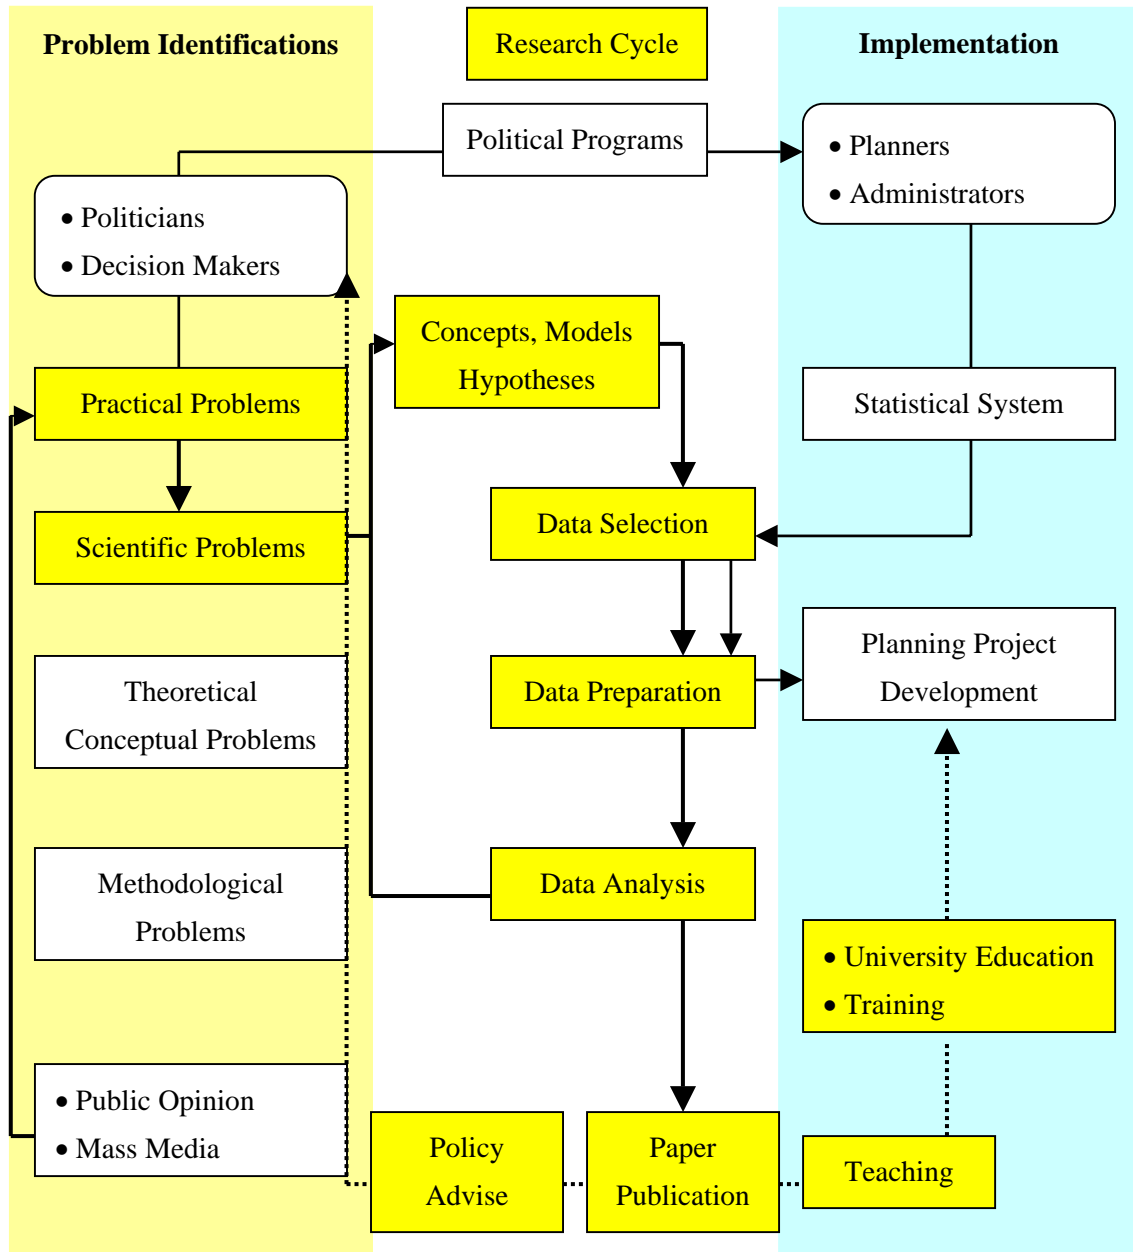 Problem Identifications
Research Cycle
Implementation
Political Programs
• Planners
• Administrators
• Politicians
• Decision Makers
Concepts, Models
Hypotheses
Practical Problems
Statistical System
Data Selection
Scientific Problems
Theoretical
Conceptual Problems
Data Preparation
Planning Project
Development
Methodological
Problems
Data Analysis
• University Education
• Training
• Public Opinion
• Mass Media
Policy
Advise
Paper
Publication
Teaching